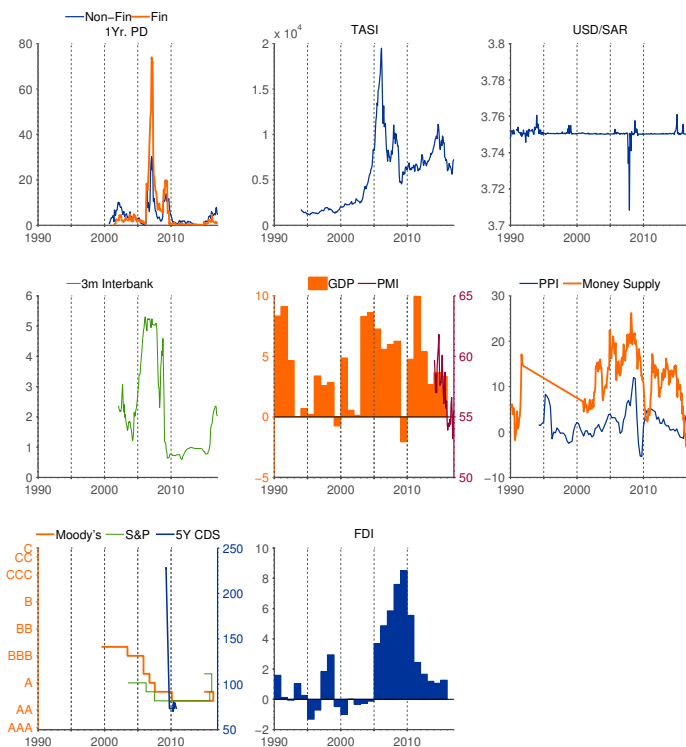 Non−Fin Fin
1Yr. PD
80
60
40
20
0
1990 2000 2010
TASI
2 x 10^4
1.5
1
0.5
0
1990 2000 2010
USD/SAR
3.8
3.78
3.76
3.74
3.72
3.7
1990 2000 2010
3m Interbank
6
5
4
3
2
1
0
1990 2000 2010
GDP PMI
10
5
0
−5
65
60
55
50
1990 2000 2010
PPI Money Supply
30
20
10
0
−10
1990 2000 2010
Moody's S&P 5Y CDS
C
CC
CCC
B
BB
BBB
A
AA
AAA
250
200
150
100
50
1990 2000 2010
FDI
10
8
6
4
2
0
−2
1990 2000 2010